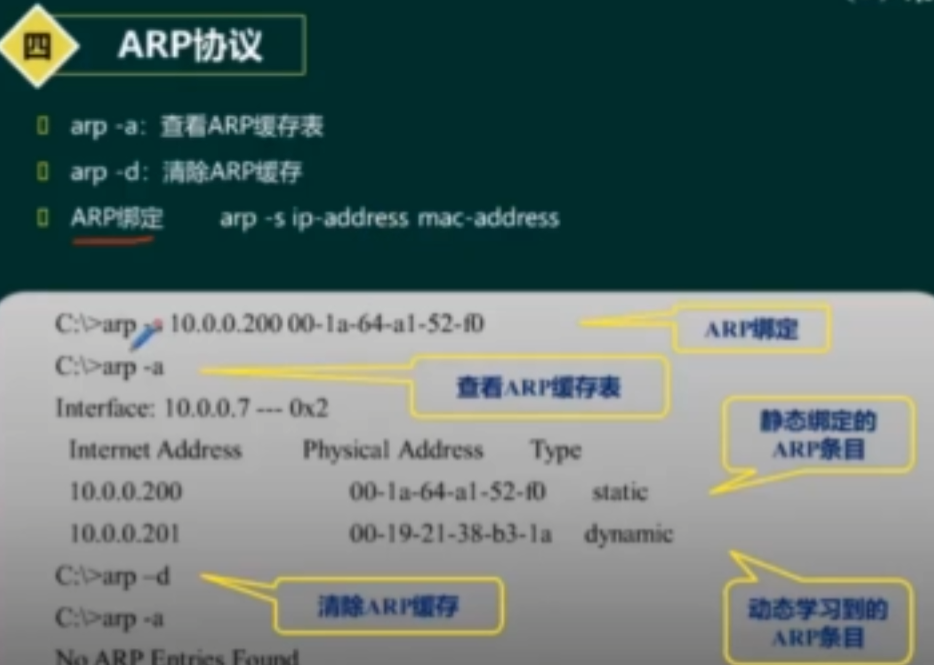 四
ARP协议
arp -a：查看ARP缓存表
arp -d：清除ARP缓存
ARP绑定 arp -s ip-address mac-address
C:\>arp -s 10.0.0.200 00-1a-64-a1-52-f0
ARP绑定
C:\>arp -a
查看ARP缓存表
Interface: 10.0.0.7 --- 0x2
Internet Address Physical Address Type
10.0.0.200 00-1a-64-a1-52-f0 static
静态绑定的
ARP条目
10.0.0.201 00-19-21-38-b3-1a dynamic
动态学习到的
ARP条目
C:\>arp –d
清除ARP缓存
C:\>arp -a
No ARP Entries Found